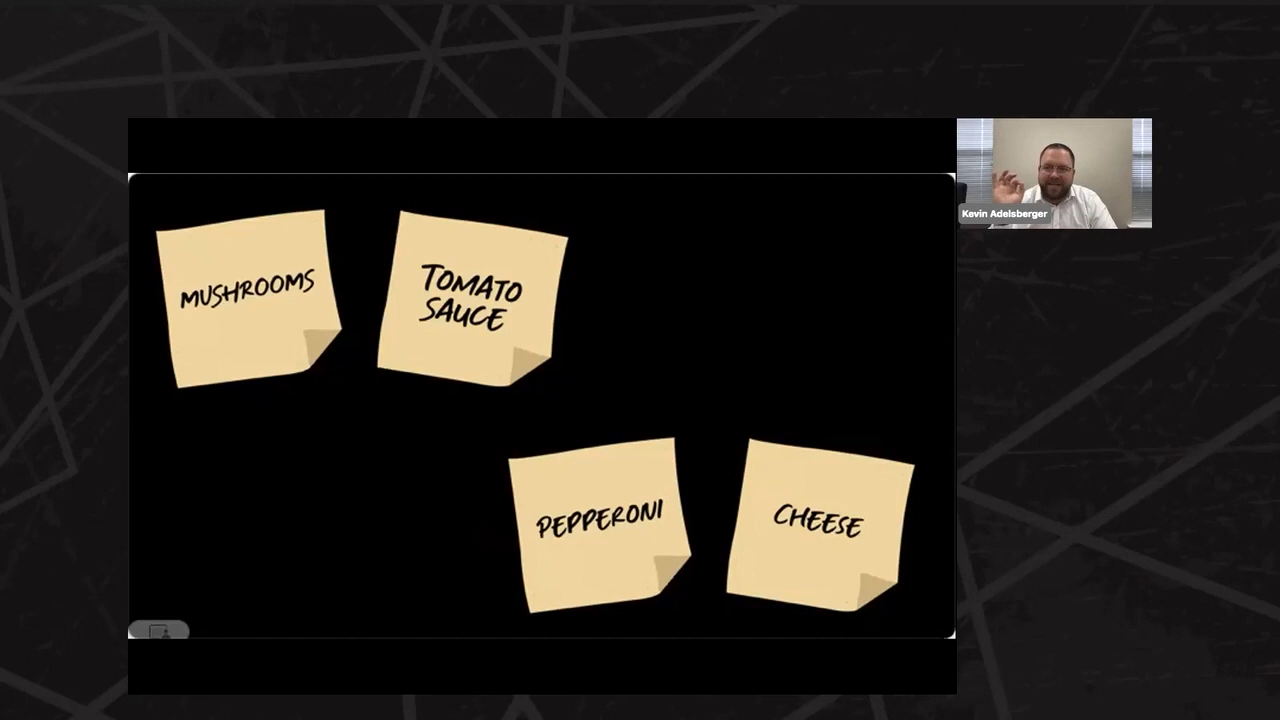 MUSHROOMS
TOMATO
SAUCE
Kevin Adelsberger
PEPPERONI
CHEESE